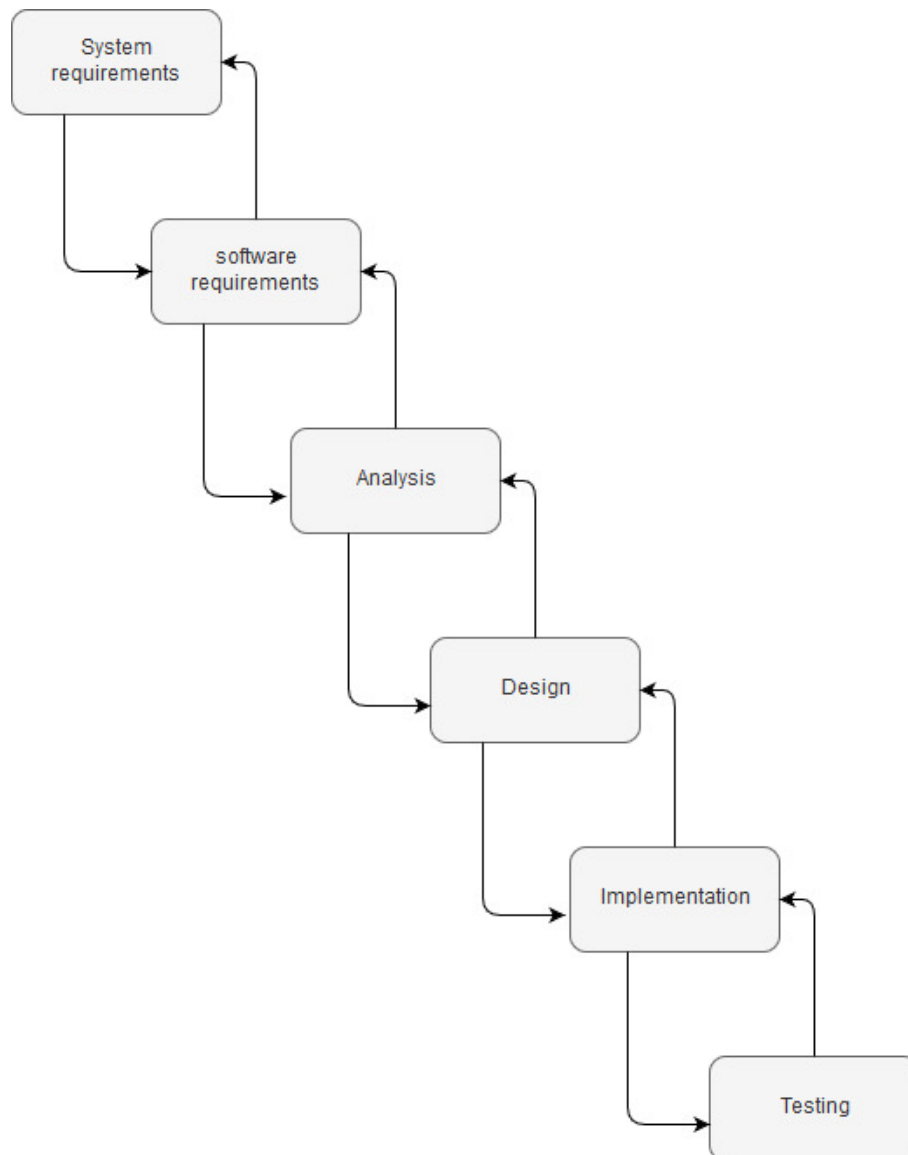 System
requirements
software
requirements
Analysis
Design
Implementation
Testing